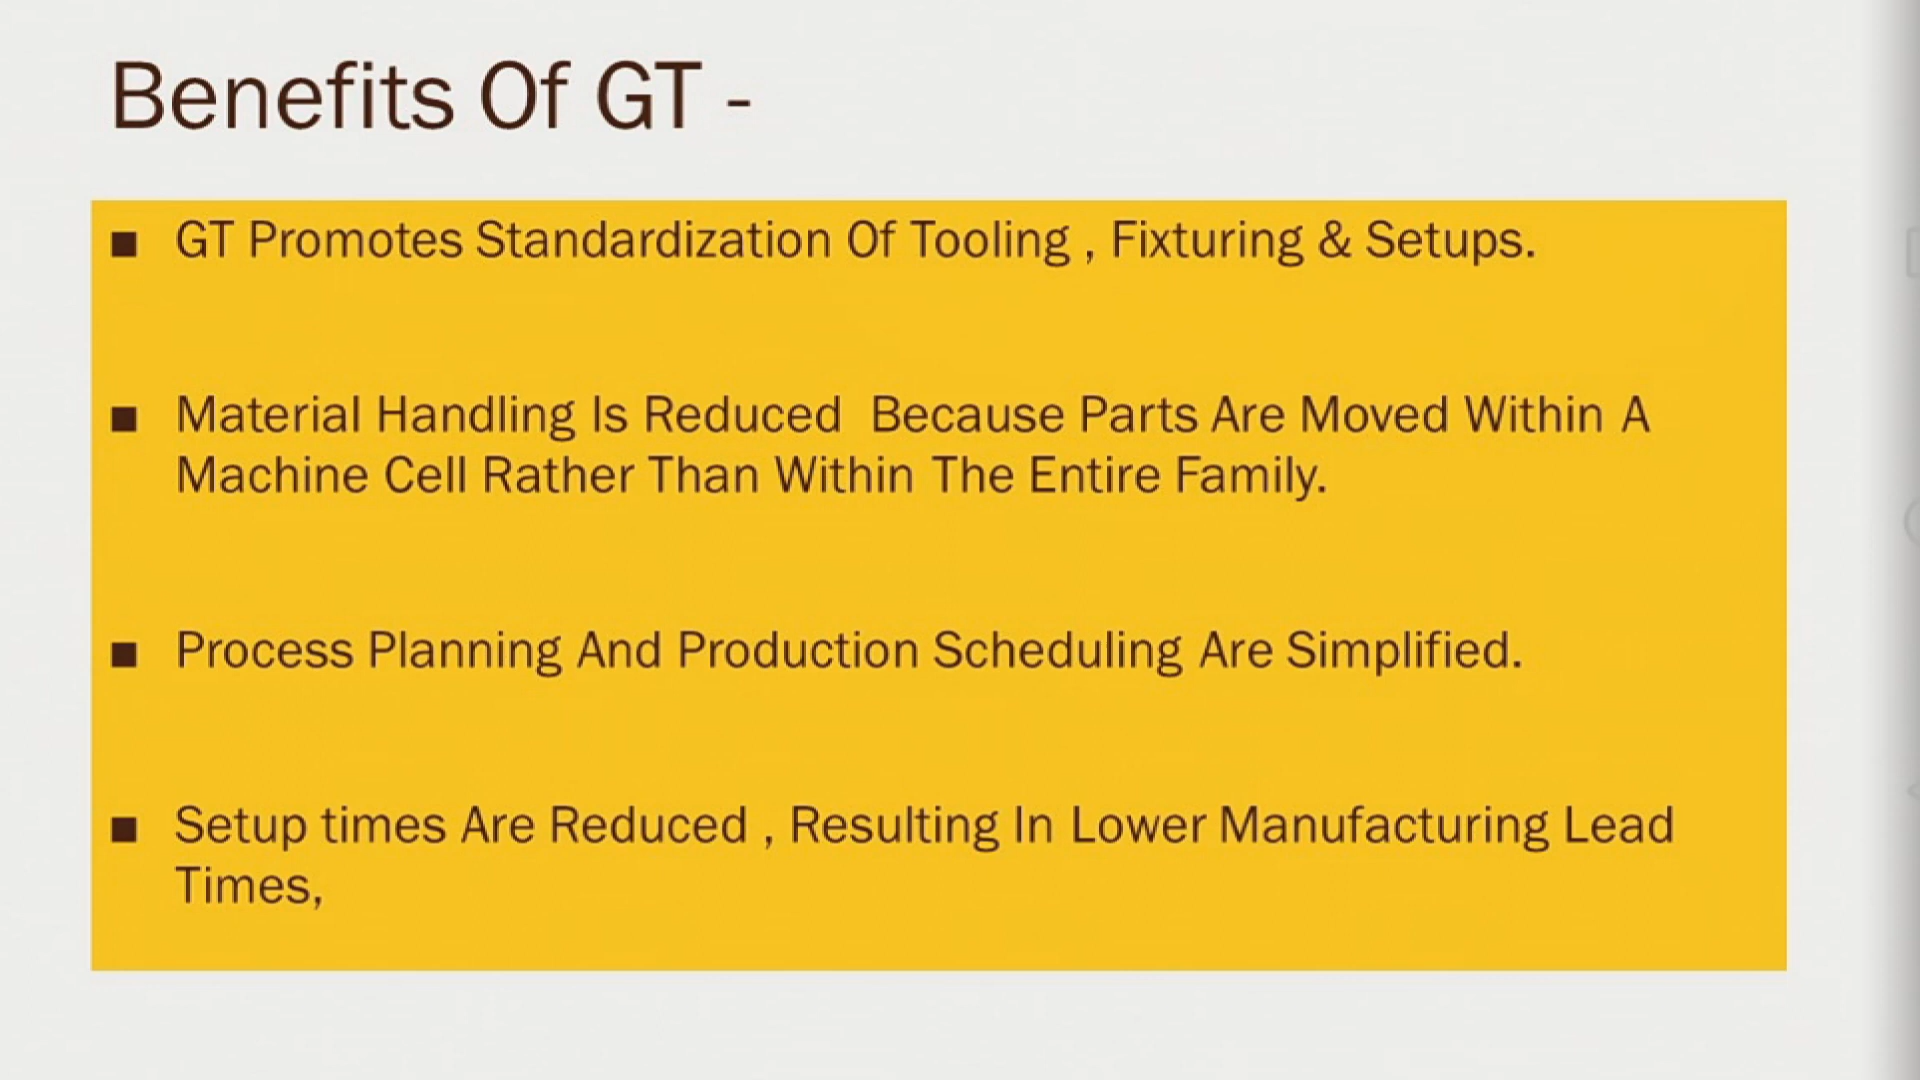 Benefits Of GT -
■ GT Promotes Standardization Of Tooling , Fixturing & Setups.
■ Material Handling Is Reduced  Because Parts Are Moved Within A
Machine Cell Rather Than Within The Entire Family.
■ Process Planning And Production Scheduling Are Simplified.
■ Setup times Are Reduced , Resulting In Lower Manufacturing Lead
Times,